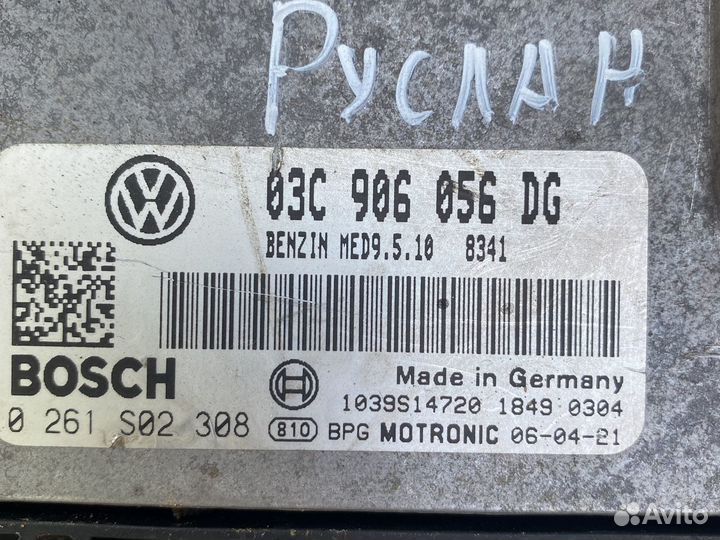 РУСЛАН
03C 906 056 DG
BENZIN MED9.5.10 8341
BOSCH
Made in Germany
1039S14720 1849 0304
0 261 S02 308 810 BPG MOTRONIC 06-04-21
Avito